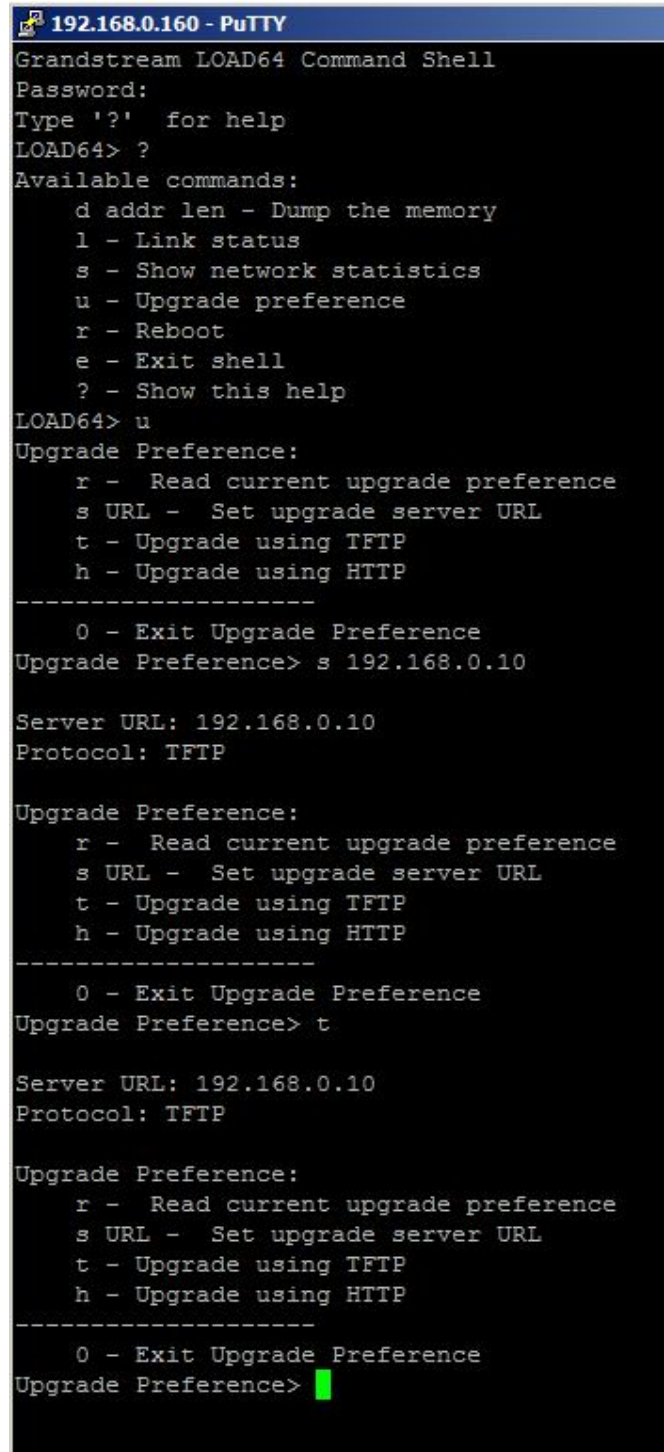 192.168.0.160 - PuTTY
Grandstream LOAD64 Command Shell
Password:
Type '?'  for help
LOAD64> ?
Available commands:
    d addr len - Dump the memory
    l - Link status
    s - Show network statistics
    u - Upgrade preference
    r - Reboot
    e - Exit shell
    ? - Show this help
LOAD64> u
Upgrade Preference:
    r -  Read current upgrade preference
    s URL -  Set upgrade server URL
    t - Upgrade using TFTP
    h - Upgrade using HTTP
--------------------
    0 - Exit Upgrade Preference
Upgrade Preference> s 192.168.0.10

Server URL: 192.168.0.10
Protocol: TFTP

Upgrade Preference:
    r -  Read current upgrade preference
    s URL -  Set upgrade server URL
    t - Upgrade using TFTP
    h - Upgrade using HTTP
--------------------
    0 - Exit Upgrade Preference
Upgrade Preference> t

Server URL: 192.168.0.10
Protocol: TFTP

Upgrade Preference:
    r -  Read current upgrade preference
    s URL -  Set upgrade server URL
    t - Upgrade using TFTP
    h - Upgrade using HTTP
--------------------
    0 - Exit Upgrade Preference
Upgrade Preference>